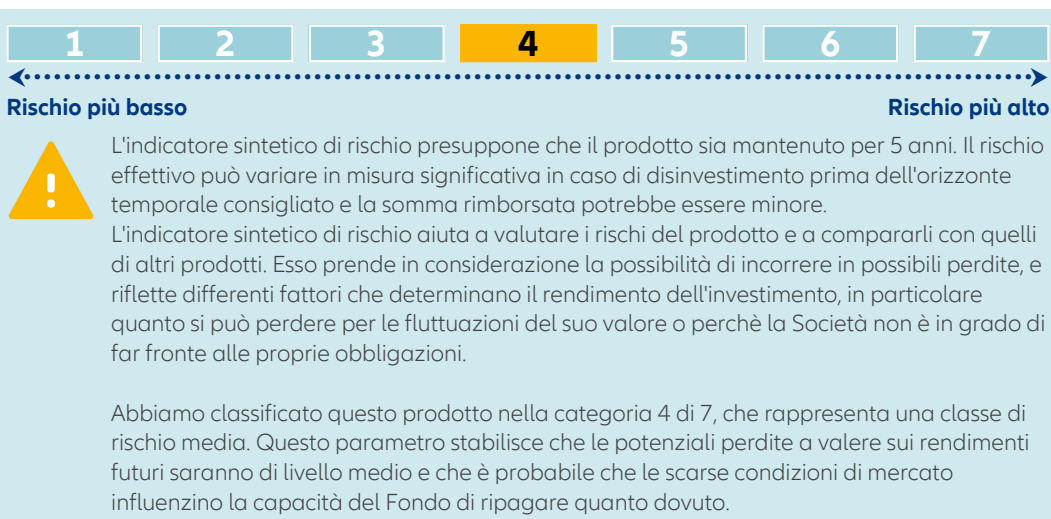 1 2 3 4 5 6 7
Rischio più basso Rischio più alto
L'indicatore sintetico di rischio presuppone che il prodotto sia mantenuto per 5 anni. Il rischio
effettivo può variare in misura significativa in caso di disinvestimento prima dell'orizzonte
temporale consigliato e la somma rimborsata potrebbe essere minore.
L'indicatore sintetico di rischio aiuta a valutare i rischi del prodotto e a compararli con quelli
di altri prodotti. Esso prende in considerazione la possibilità di incorrere in possibili perdite, e
riflette differenti fattori che determinano il rendimento dell'investimento, in particolare
quanto si può perdere per le fluttuazioni del suo valore o perchè la Società non è in grado di
far fronte alle proprie obbligazioni.
Abbiamo classificato questo prodotto nella categoria 4 di 7, che rappresenta una classe di
rischio media. Questo parametro stabilisce che le potenziali perdite a valere sui rendimenti
futuri saranno di livello medio e che è probabile che le scarse condizioni di mercato
influenzino la capacità del Fondo di ripagare quanto dovuto.